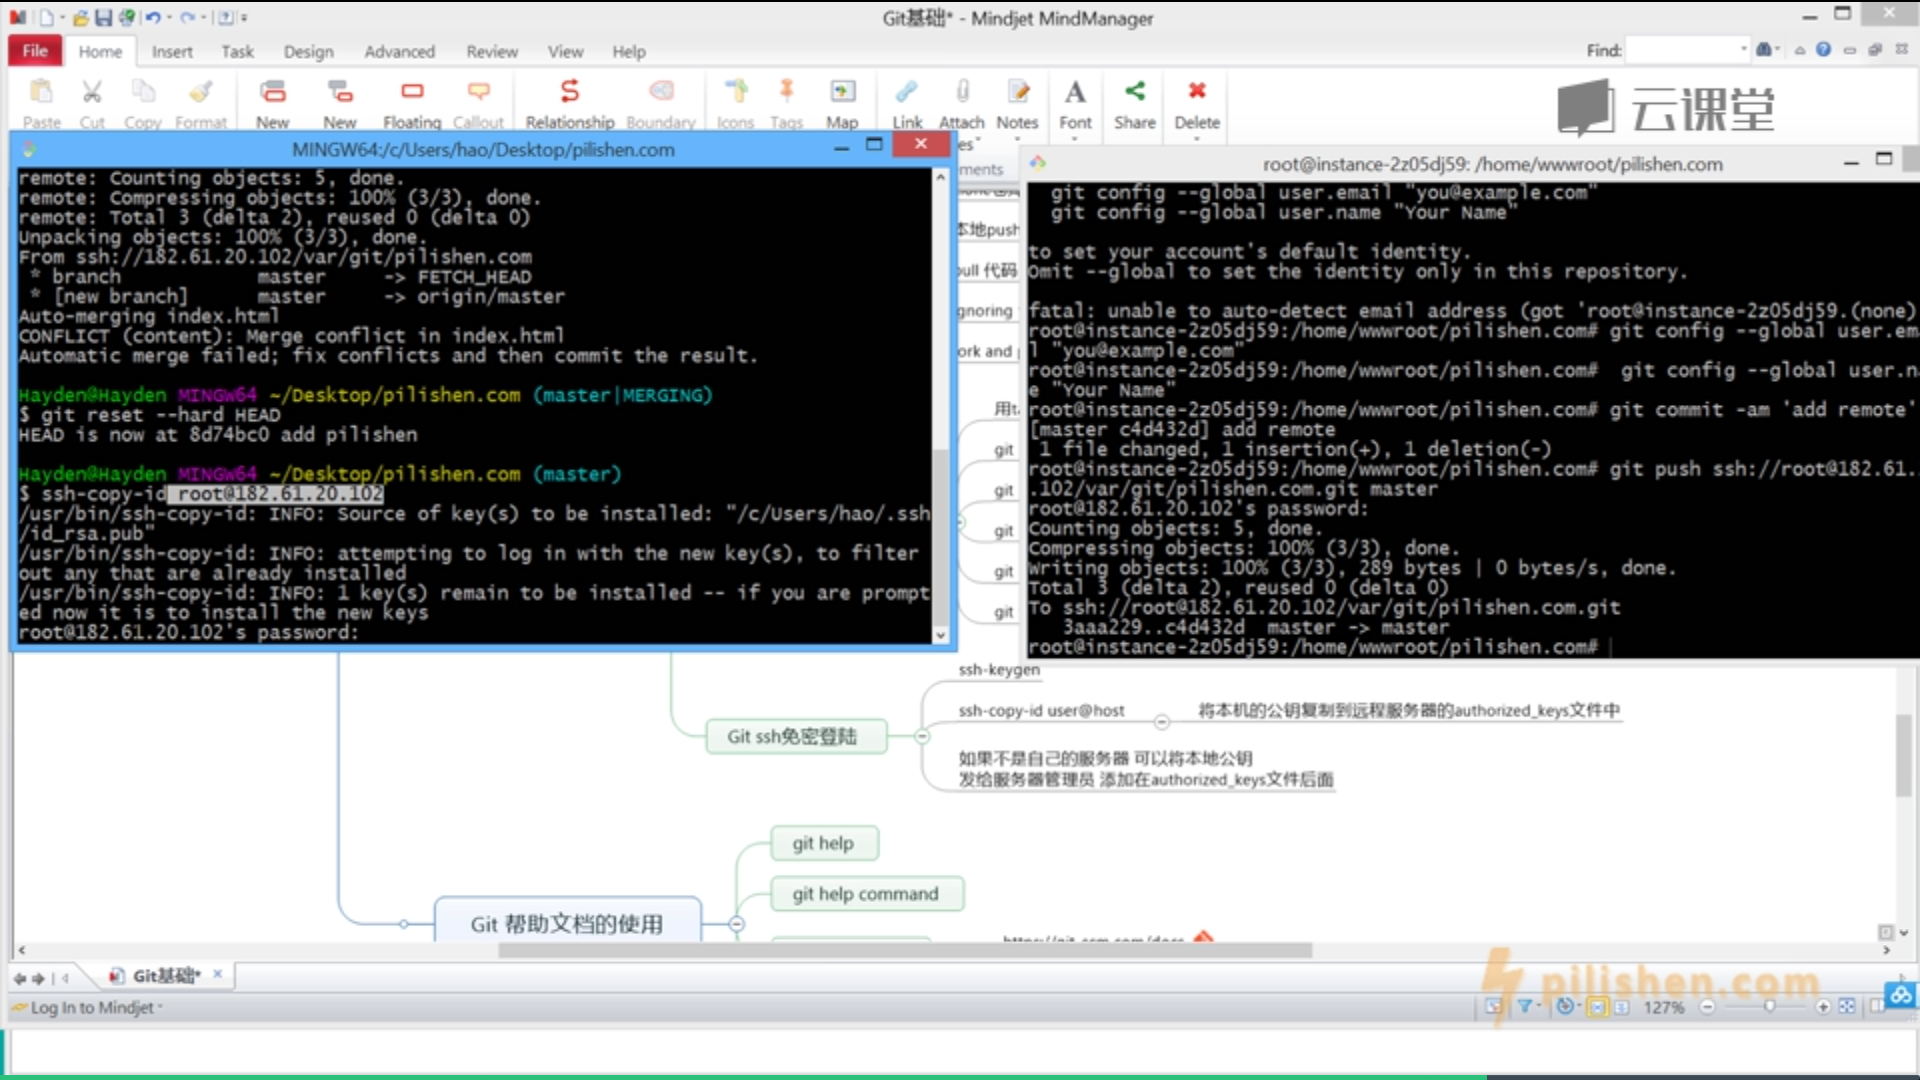 Git基础* - Mindjet MindManager
File Home Insert Task Design Advanced Review View Help
Find:
Paste Cut Copy Format New New Floating Callout Relationship Boundary Icons Tags Map Link Attach Notes Font Share Delete
云课堂
MINGW64:/c/Users/hao/Desktop/pilishen.com
remote: Counting objects: 5, done.
remote: Compressing objects: 100% (3/3), done.
remote: Total 3 (delta 2), reused 0 (delta 0)
Unpacking objects: 100% (3/3), done.
From ssh://182.61.20.102/var/git/pilishen.com
* branch master -> FETCH_HEAD
* [new branch] master -> origin/master
Auto-merging index.html
CONFLICT (content): Merge conflict in index.html
Automatic merge failed; fix conflicts and then commit the result.
Hayden@Hayden MINGW64 ~/Desktop/pilishen.com (master|MERGING)
$ git reset --hard HEAD
HEAD is now at 8d74bc0 add pilishen
Hayden@Hayden MINGW64 ~/Desktop/pilishen.com (master)
$ ssh-copy-id root@182.61.20.102
/usr/bin/ssh-copy-id: INFO: Source of key(s) to be installed: "/c/Users/hao/.ssh
/id_rsa.pub"
/usr/bin/ssh-copy-id: INFO: attempting to log in with the new key(s), to filter
out any that are already installed
/usr/bin/ssh-copy-id: INFO: 1 key(s) remain to be installed -- if you are prompt
ed now it is to install the new keys
root@182.61.20.102's password:
ments
本地push
pull 代码
gnoring
ork and
git
git
git
git
git
root@instance-2z05dj59: /home/wwwroot/pilishen.com
git config --global user.email "you@example.com"
git config --global user.name "Your Name"
to set your account's default identity.
Omit --global to set the identity only in this repository.
fatal: unable to auto-detect email address (got 'root@instance-2z05dj59.(none)
root@instance-2z05dj59:/home/wwwroot/pilishen.com# git config --global user.em
l "you@example.com"
root@instance-2z05dj59:/home/wwwroot/pilishen.com# git config --global user.n
e "Your Name"
root@instance-2z05dj59:/home/wwwroot/pilishen.com# git commit -am 'add remote'
[master c4d432d] add remote
1 file changed, 1 insertion(+), 1 deletion(-)
root@instance-2z05dj59:/home/wwwroot/pilishen.com# git push ssh://root@182.61.
.102/var/git/pilishen.com.git master
root@182.61.20.102's password:
Counting objects: 5, done.
Compressing objects: 100% (3/3), done.
Writing objects: 100% (3/3), 289 bytes | 0 bytes/s, done.
Total 3 (delta 2), reused 0 (delta 0)
To ssh://root@182.61.20.102/var/git/pilishen.com.git
3aaa229..c4d432d master -> master
root@instance-2z05dj59:/home/wwwroot/pilishen.com#
ssh-keygen
ssh-copy-id user@host 将本机的公钥复制到远程服务器的authorized_keys文件中
Git ssh免密登陆
如果不是自己的服务器 可以将本地公钥
发给服务器管理员 添加在authorized_keys文件后面
git help
git help command
Git 帮助文档的使用
https://git-scm.com/docs
Git基础*
pilishen.com
Log In to Mindjet
127%